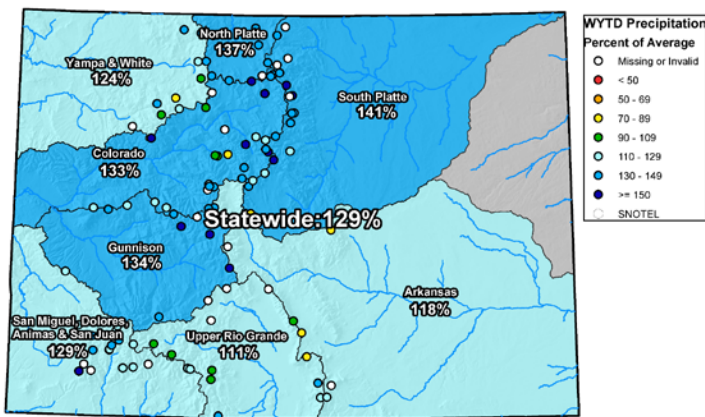 North Platte
137%
Yampa & White
124%
South Platte
141%
Colorado
133%
Statewide:129%
Gunnison
134%
Arkansas
118%
San Miguel, Dolores,
Animas & San Juan
129%
Upper Rio Grande
111%
WYTD Precipitation
Percent of Average
Missing or Invalid
< 50
50 - 69
70 - 89
90 - 109
110 - 129
130 - 149
>= 150
SNOTEL